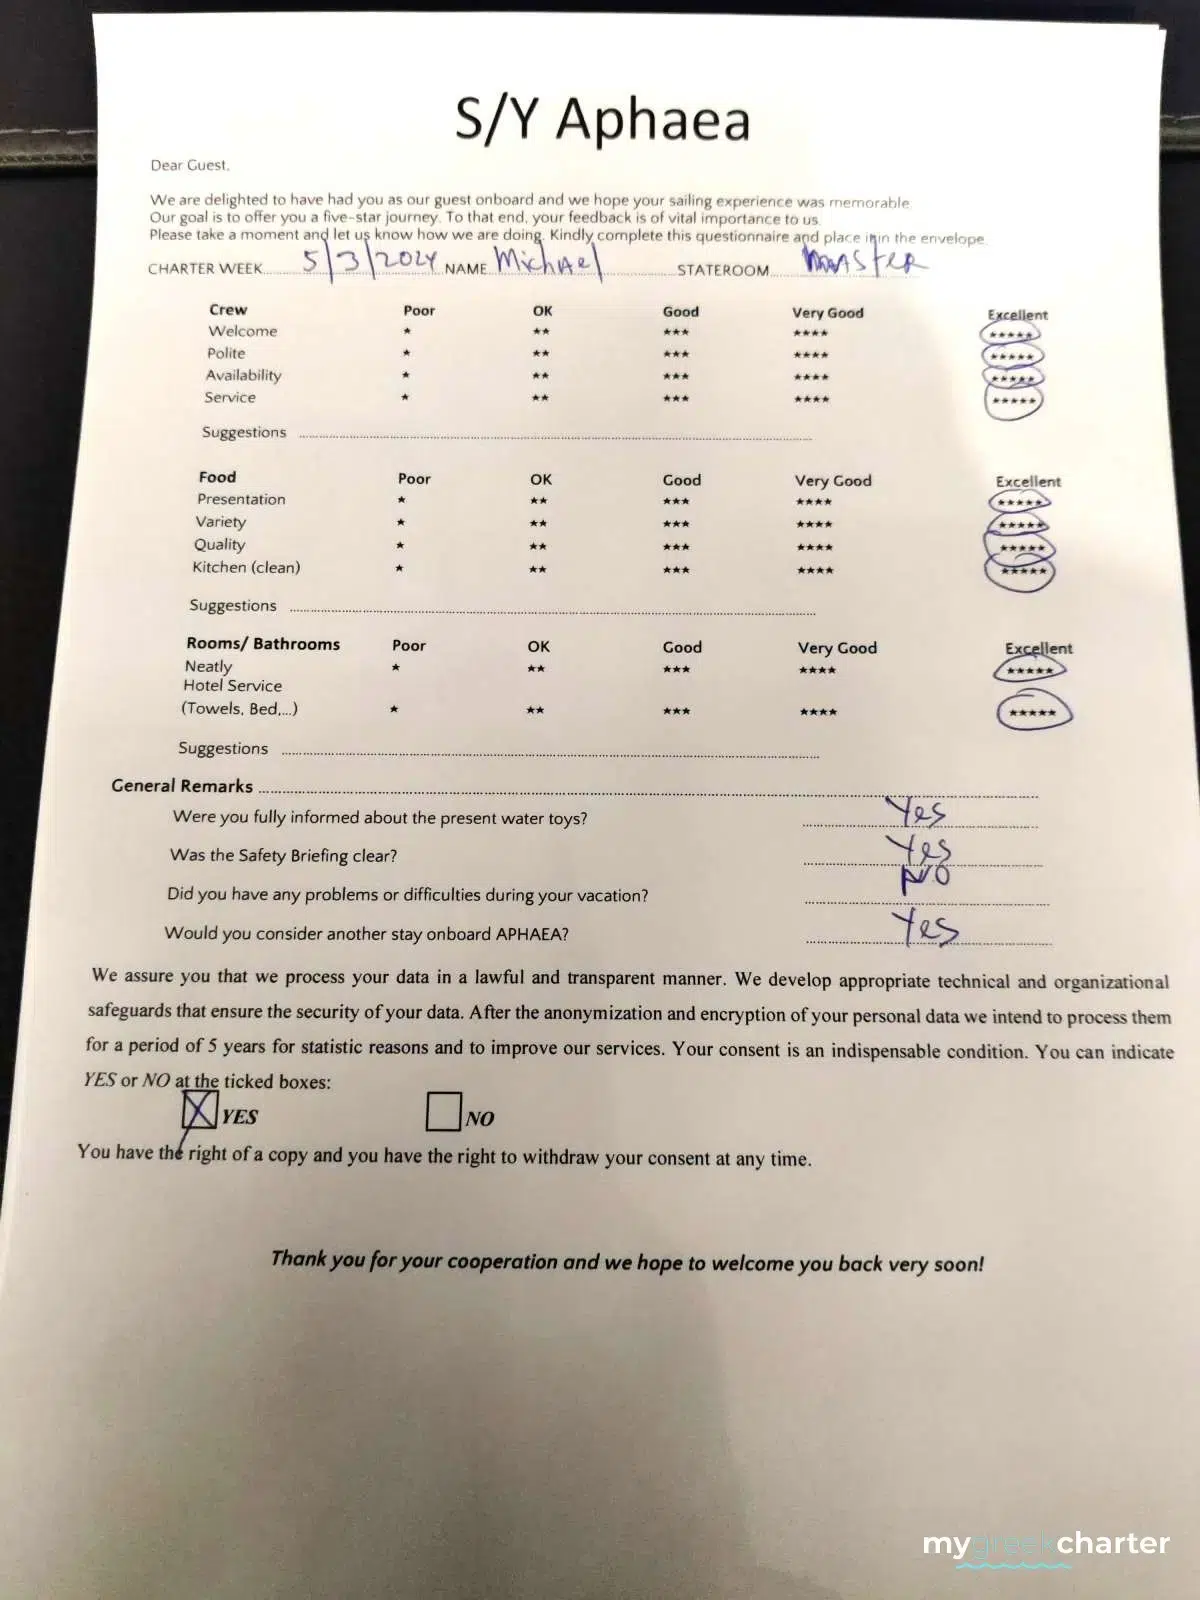 S/Y Aphaea
Dear Guest,
We are delighted to have had you as our guest onboard and we hope your sailing experience was memorable.
Our goal is to offer you a five-star journey. To that end, your feedback is of vital importance to us.
Please take a moment and let us know how we are doing. Kindly complete this questionnaire and place it in the envelope.
CHARTER WEEK 5/3/2024 NAME Michael STATEROOM MASTER
Crew Poor OK Good Very Good Excellent
Welcome * ** *** **** *****
Polite * ** *** **** *****
Availability * ** *** **** *****
Service * ** *** **** *****
Suggestions
Food Poor OK Good Very Good Excellent
Presentation * ** *** **** *****
Variety * ** *** **** *****
Quality * ** *** **** *****
Kitchen (clean) * ** *** **** *****
Suggestions
Rooms/ Bathrooms Poor OK Good Very Good Excellent
Neatly * ** *** **** *****
Hotel Service
(Towels, Bed,...) * ** *** **** *****
Suggestions
General Remarks
Were you fully informed about the present water toys? Yes
Was the Safety Briefing clear? Yes
Did you have any problems or difficulties during your vacation? NO
Would you consider another stay onboard APHAEA? Yes
We assure you that we process your data in a lawful and transparent manner. We develop appropriate technical and organizational
safeguards that ensure the security of your data. After the anonymization and encryption of your personal data we intend to process them
for a period of 5 years for statistic reasons and to improve our services. Your consent is an indispensable condition. You can indicate
YES or NO at the ticked boxes:
X YES NO
You have the right of a copy and you have the right to withdraw your consent at any time.
Thank you for your cooperation and we hope to welcome you back very soon!
mygreekcharter